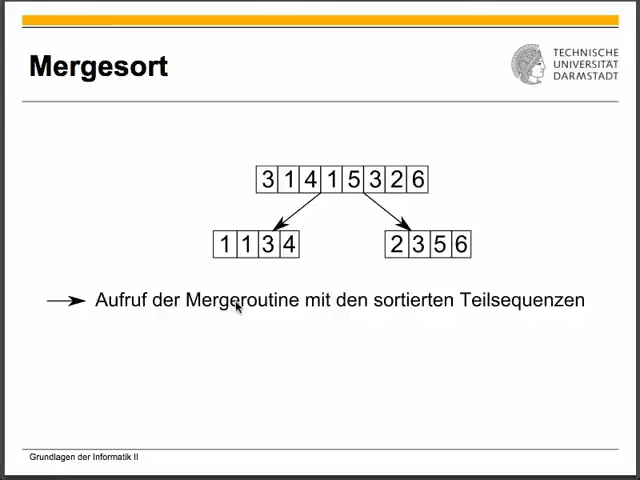 Mergesort
TECHNISCHE
UNIVERSITÄT
DARMSTADT
3 1 4 1 5 3 2 6
1 1 3 4 2 3 5 6
Aufruf der Mergeroutine mit den sortierten Teilsequenzen
Grundlagen der Informatik II